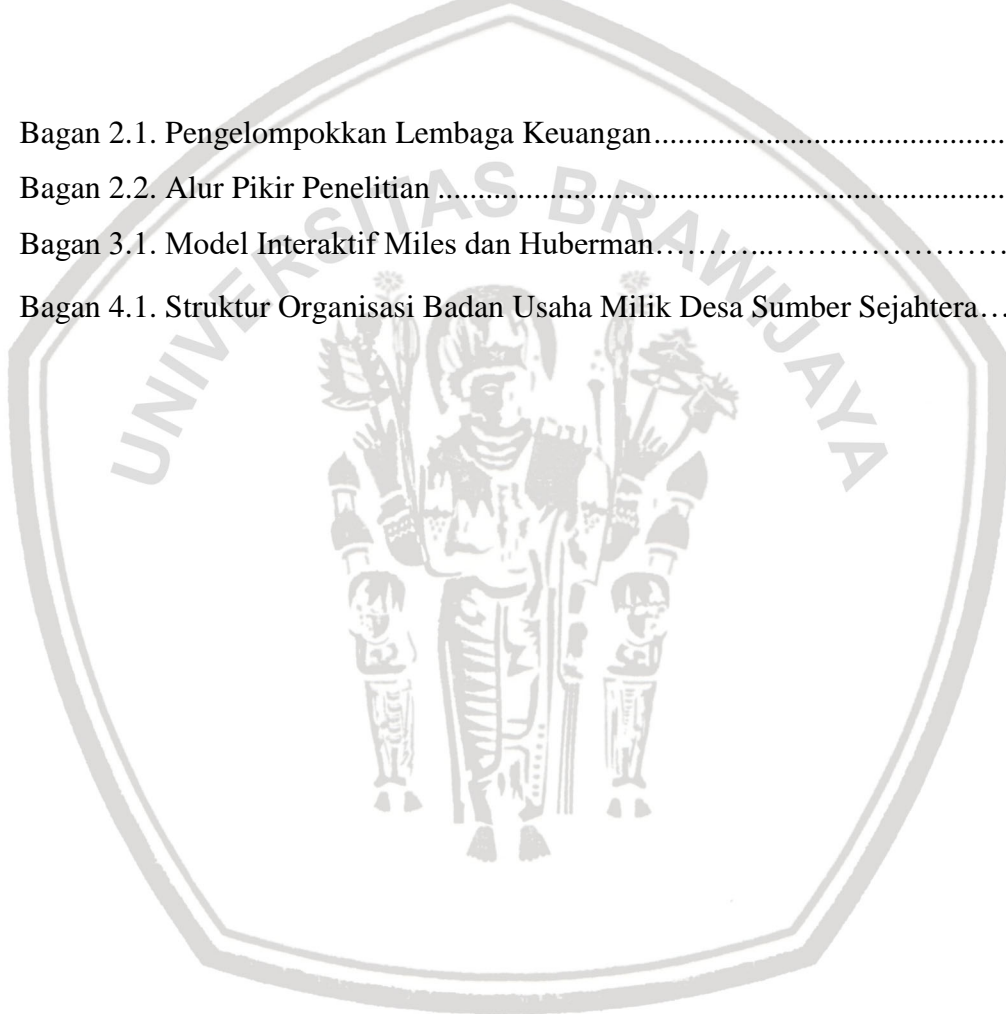 Bagan 2.1. Pengelompokkan Lembaga Keuangan............................................
Bagan 2.2. Alur Pikir Penelitian.......................................................................
Bagan 3.1. Model Interaktif Miles dan Huberman………...……………………
Bagan 4.1. Struktur Organisasi Badan Usaha Milik Desa Sumber Sejahtera…
UNIVERSITAS BRAWIJAYA